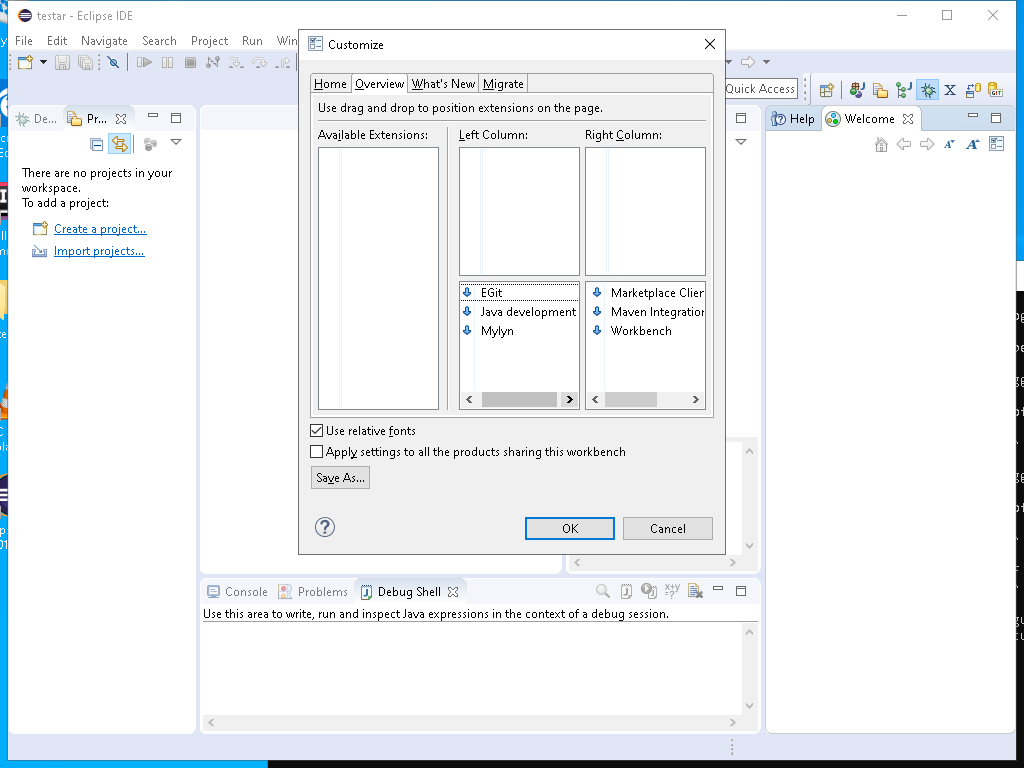 testar - Eclipse IDE
File Edit Navigate Search Project Run Win
Quick Access
De...
Pr...
There are no projects in your
workspace.
To add a project:
Create a project...
Import projects...
Customize
Home Overview What's New Migrate
Use drag and drop to position extensions on the page.
Available Extensions: Left Column: Right Column:
EGit
Java development
Mylyn
Marketplace Clier
Maven Integration
Workbench
Use relative fonts
Apply settings to all the products sharing this workbench
Save As...
OK
Cancel
Help Welcome
Console Problems Debug Shell
Use this area to write, run and inspect Java expressions in the context of a debug session.